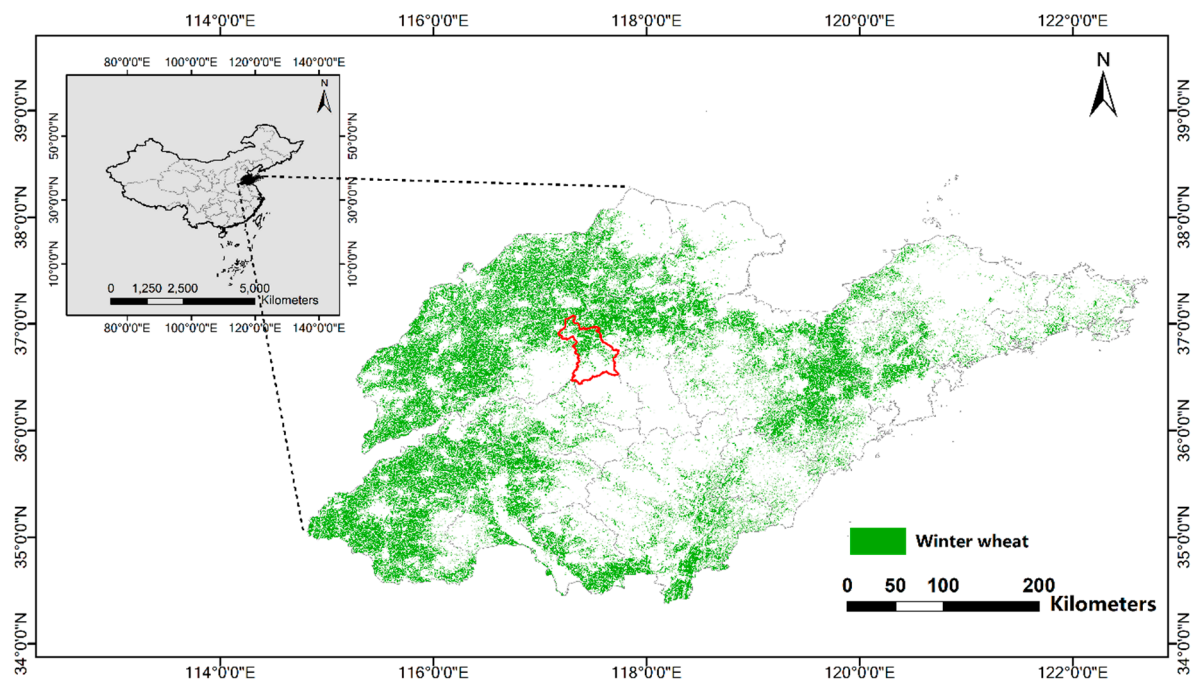 114°0'0"E 116°0'0"E 118°0'0"E 120°0'0"E 122°0'0"E
80°0'0"E 100°0'0"E 120°0'0"E 140°0'0"E
N
N
39°0'0"N
38°0'0"N
37°0'0"N
36°0'0"N
35°0'0"N
34°0'0"N
50°0'0"N
30°0'0"N
10°0'0"N
50°0'0"N
30°0'0"N
10°0'0"N
0 1,250 2,500 5,000
Kilometers
80°0'0"E 100°0'0"E 120°0'0"E 140°0'0"E
39°0'0"N
38°0'0"N
37°0'0"N
36°0'0"N
35°0'0"N
34°0'0"N
Winter wheat
0 50 100 200
Kilometers
114°0'0"E 116°0'0"E 118°0'0"E 120°0'0"E 122°0'0"E